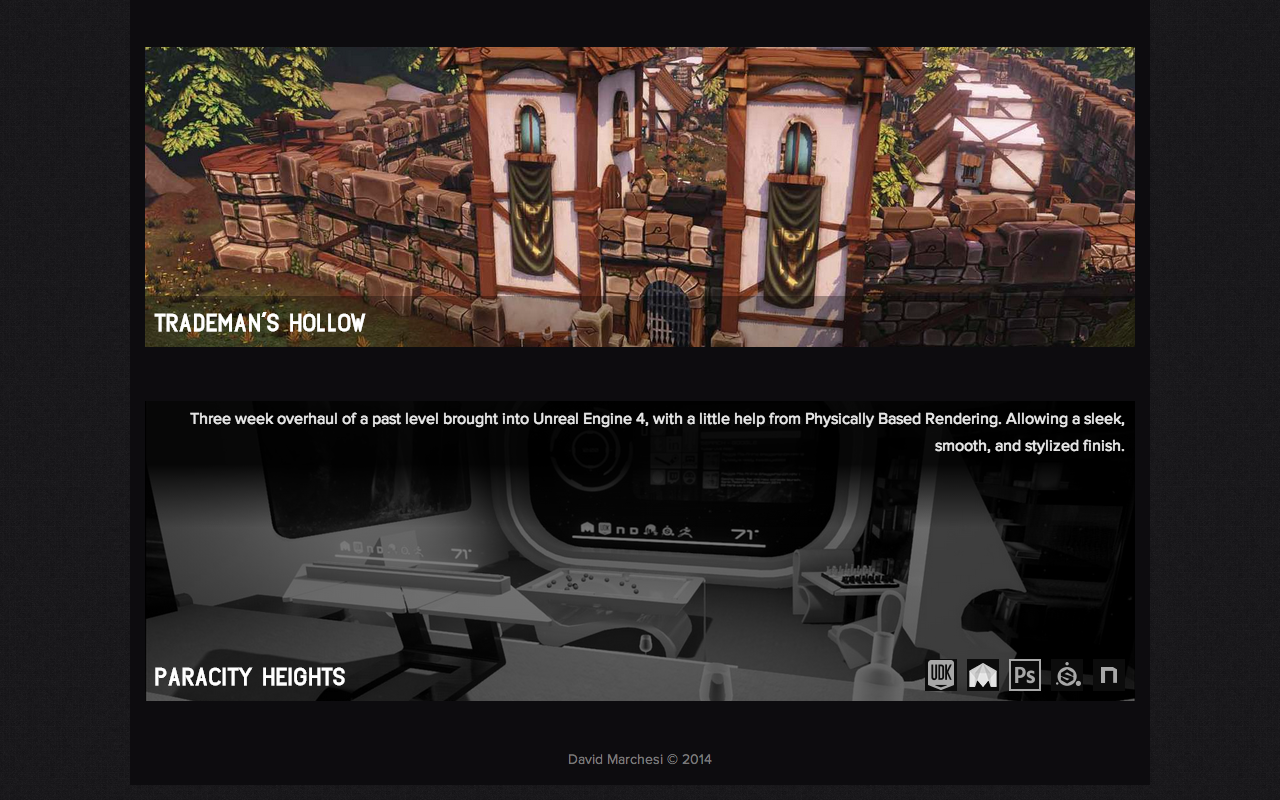 TRADEMAN'S HOLLOW
Three week overhaul of a past level brought into Unreal Engine 4, with a little help from Physically Based Rendering. Allowing a sleek,
smooth, and stylized finish.
71°
71°
PARACITY HEIGHTS
UDK
Ps
n
David Marchesi © 2014